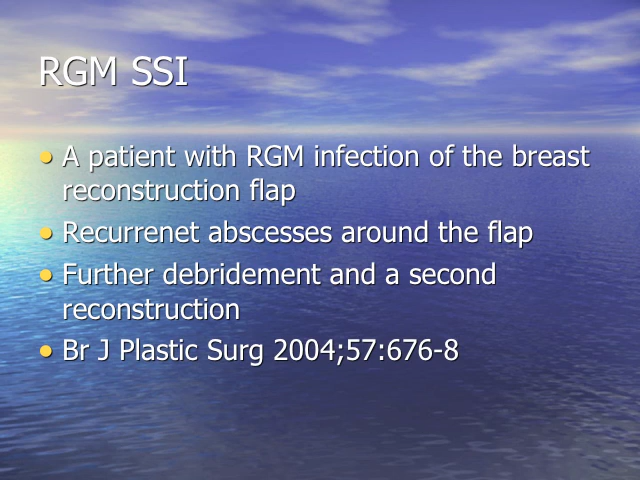 RGM SSI
• A patient with RGM infection of the breast
reconstruction flap
• Recurrenet abscesses around the flap
• Further debridement and a second
reconstruction
• Br J Plastic Surg 2004;57:676-8